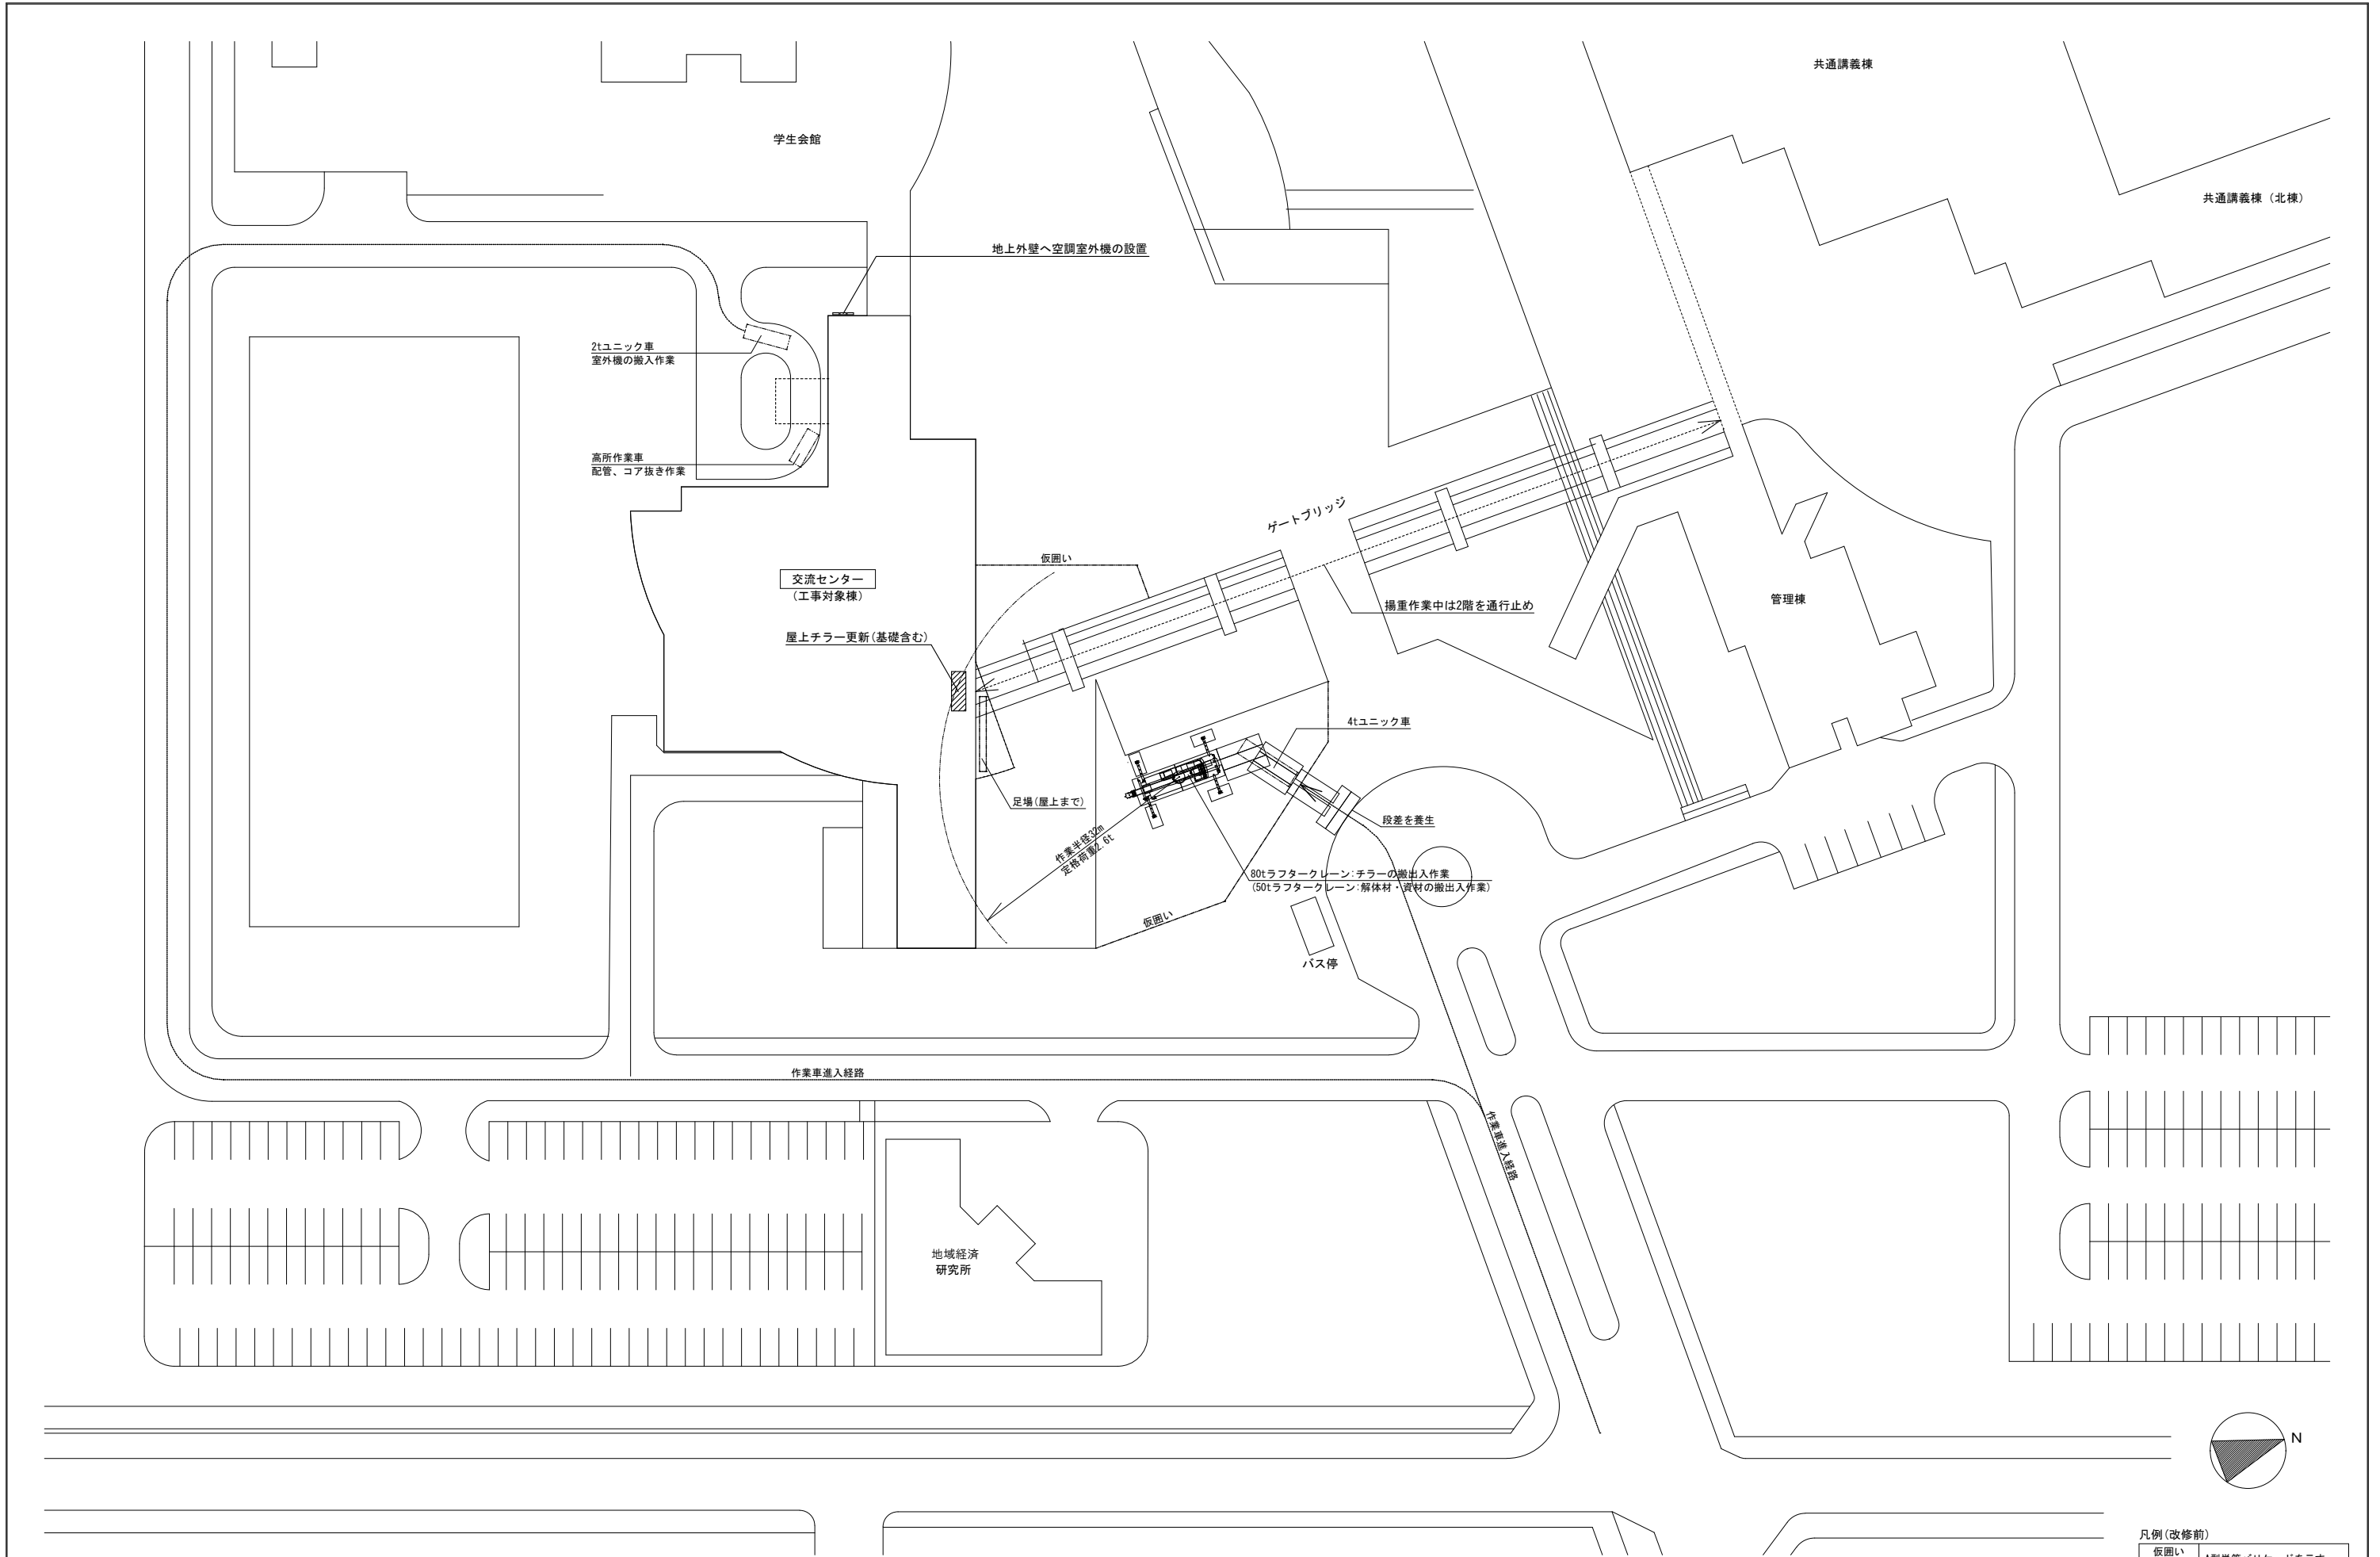 共通講義棟
学生会館
共通講義棟（北棟）
地上外壁へ空調室外機の設置
2tユニック車
室外機の搬入作業
高所作業車
配管、コア抜き作業
ゲートブリッジ
仮囲い
交流センター
(工事対象棟)
揚重作業中は2階を通行止め
管理棟
屋上チラー更新(基礎含む)
4tユニック車
足場(屋上まで)
段差を養生
作業半径32m
定格荷重2.6t
80tラフタークレーン:チラーの搬出入作業
(50tラフタークレーン:解体材・資材の搬出入作業)
仮囲い
バス停
作業車進入経路
作業車進入経路
地域経済
研究所
N
凡例(改修前)
仮囲い